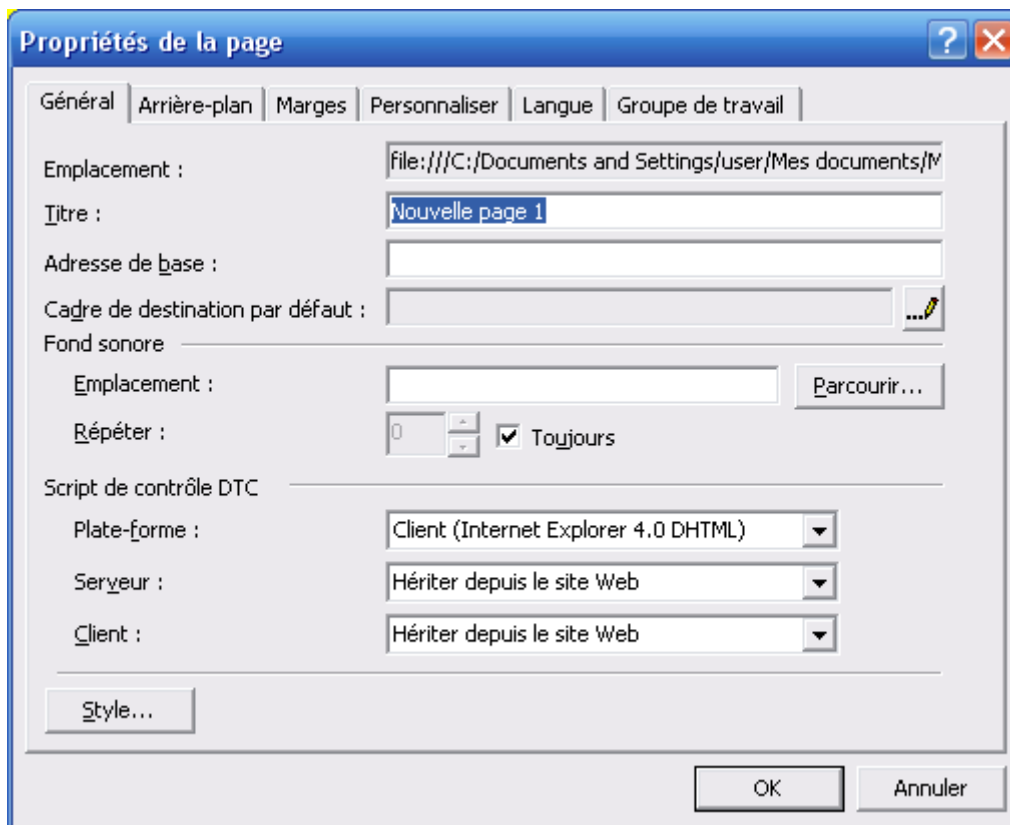 Propriétés de la page
Général Arrière-plan Marges Personnaliser Langue Groupe de travail
Emplacement : file:///C:/Documents and Settings/user/Mes documents/M
Titre : Nouvelle page 1
Adresse de base :
Cadre de destination par défaut : ...
Fond sonore
Emplacement : Parcourir...
Répéter : 0 Toujours
Script de contrôle DTC
Plate-forme : Client (Internet Explorer 4.0 DHTML)
Serveur : Hériter depuis le site Web
Client : Hériter depuis le site Web
Style...
OK Annuler